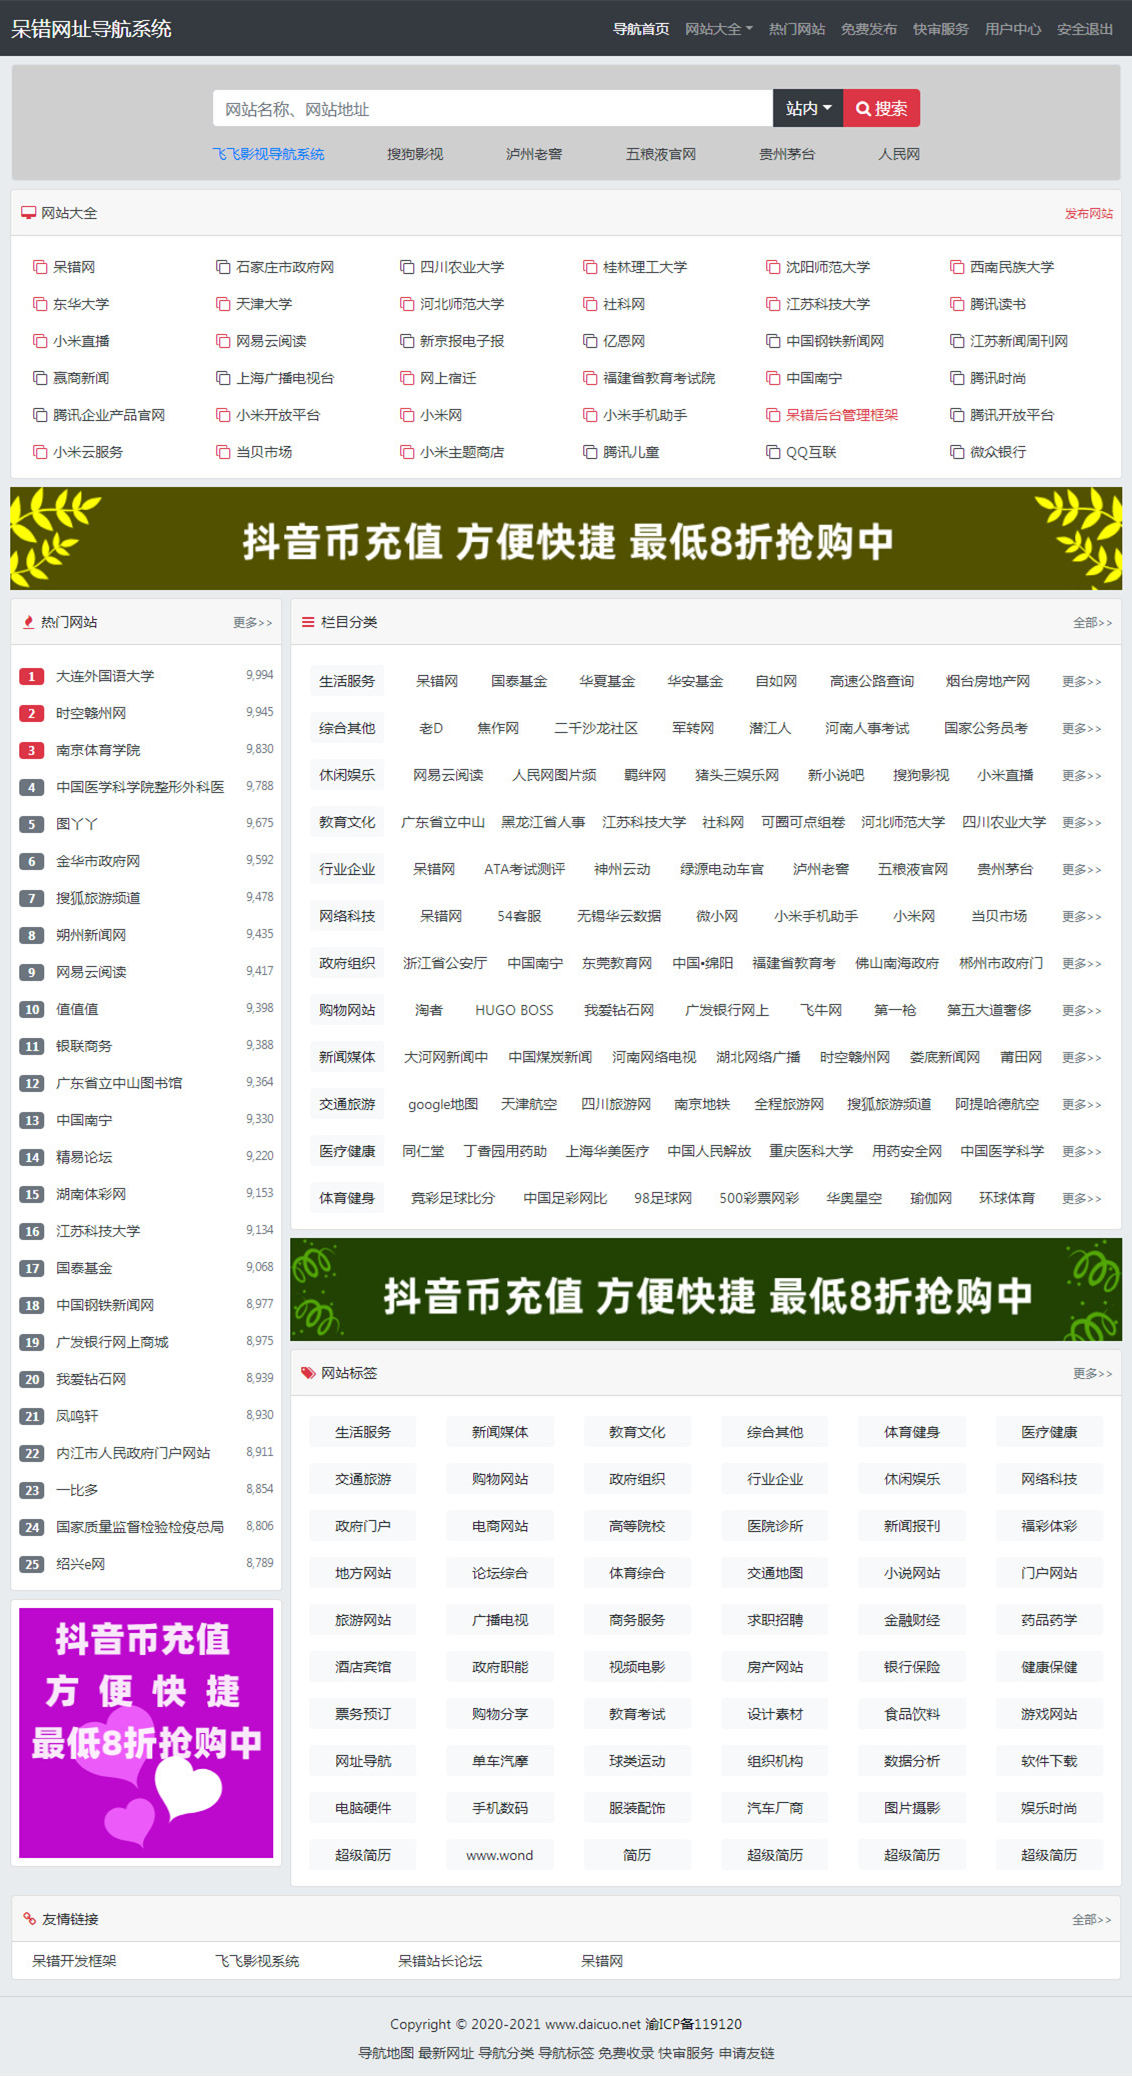 呆错网址导航系统 导航首页 网站大全 热门网站 免费发布 快审服务 用户中心 安全退出
网站名称、网站地址 站内 搜索
飞飞影视导航系统 搜狗影视 泸州老窖 五粮液官网 贵州茅台 人民网
网站大全 发布网站
呆错网 石家庄市政府网 四川农业大学 桂林理工大学 沈阳师范大学 西南民族大学
东华大学 天津大学 河北师范大学 社科网 江苏科技大学 腾讯读书
小米直播 网易云阅读 新京报电子报 亿恩网 中国钢铁新闻网 江苏新闻周刊网
赢商新闻 上海广播电视台 网上宿迁 福建省教育考试院 中国南宁 腾讯时尚
腾讯企业产品官网 小米开放平台 小米网 小米手机助手 呆错后台管理框架 腾讯开放平台
小米云服务 当贝市场 小米主题商店 腾讯儿童 QQ互联 微众银行
抖音币充值 方便快捷 最低8折抢购中
热门网站 更多>>
1 大连外国语大学 9,994
2 时空赣州网 9,945
3 南京体育学院 9,830
4 中国医学科学院整形外科医 9,788
5 图丫丫 9,675
6 金华市政府网 9,592
7 搜狐旅游频道 9,478
8 朔州新闻网 9,435
9 网易云阅读 9,417
10 值值值 9,398
11 银联商务 9,388
12 广东省立中山图书馆 9,364
13 中国南宁 9,330
14 精易论坛 9,220
15 湖南体彩网 9,153
16 江苏科技大学 9,134
17 国泰基金 9,068
18 中国钢铁新闻网 8,977
19 广发银行网上商城 8,975
20 我爱钻石网 8,939
21 凤鸣轩 8,930
22 内江市人民政府门户网站 8,911
23 一比多 8,854
24 国家质量监督检验检疫总局 8,806
25 绍兴e网 8,789
抖音币充值
方 便 快 捷
最低8折抢购中
栏目分类 全部>>
生活服务 呆错网 国泰基金 华夏基金 华安基金 自如网 高速公路查询 烟台房地产网 更多>>
综合其他 老D 焦作网 二千沙龙社区 军转网 潜江人 河南人事考试 国家公务员考 更多>>
休闲娱乐 网易云阅读 人民网图片频 羁绊网 猪头三娱乐网 新小说吧 搜狗影视 小米直播 更多>>
教育文化 广东省立中山 黑龙江省人事 江苏科技大学 社科网 可圈可点组卷 河北师范大学 四川农业大学 更多>>
行业企业 呆错网 ATA考试测评 神州云动 绿源电动车官 泸州老窖 五粮液官网 贵州茅台 更多>>
网络科技 呆错网 54客服 无锡华云数据 微小网 小米手机助手 小米网 当贝市场 更多>>
政府组织 浙江省公安厅 中国南宁 东莞教育网 中国•绵阳 福建省教育考 佛山南海政府 郴州市政府门 更多>>
购物网站 淘者 HUGO BOSS 我爱钻石网 广发银行网上 飞牛网 第一枪 第五大道奢侈 更多>>
新闻媒体 大河网新闻中 中国煤炭新闻 河南网络电视 湖北网络广播 时空赣州网 娄底新闻网 莆田网 更多>>
交通旅游 google地图 天津航空 四川旅游网 南京地铁 全程旅游网 搜狐旅游频道 阿提哈德航空 更多>>
医疗健康 同仁堂 丁香园用药助 上海华美医疗 中国人民解放 重庆医科大学 用药安全网 中国医学科学 更多>>
体育健身 竞彩足球比分 中国足彩网比 98足球网 500彩票网彩 华奥星空 瑜伽网 环球体育 更多>>
抖音币充值 方便快捷 最低8折抢购中
网站标签 更多>>
生活服务 新闻媒体 教育文化 综合其他 体育健身 医疗健康
交通旅游 购物网站 政府组织 行业企业 休闲娱乐 网络科技
政府门户 电商网站 高等院校 医院诊所 新闻报刊 福彩体彩
地方网站 论坛综合 体育综合 交通地图 小说网站 门户网站
旅游网站 广播电视 商务服务 求职招聘 金融财经 药品药学
酒店宾馆 政府职能 视频电影 房产网站 银行保险 健康保健
票务预订 购物分享 教育考试 设计素材 食品饮料 游戏网站
网址导航 单车汽摩 球类运动 组织机构 数据分析 软件下载
电脑硬件 手机数码 服装配饰 汽车厂商 图片摄影 娱乐时尚
超级简历 www.wond 简历 超级简历 超级简历 超级简历
友情链接 全部>>
呆错开发框架 飞飞影视系统 呆错站长论坛 呆错网
Copyright © 2020-2021 www.daicuo.net 渝ICP备119120
导航地图 最新网址 导航分类 导航标签 免费收录 快审服务 申请友链